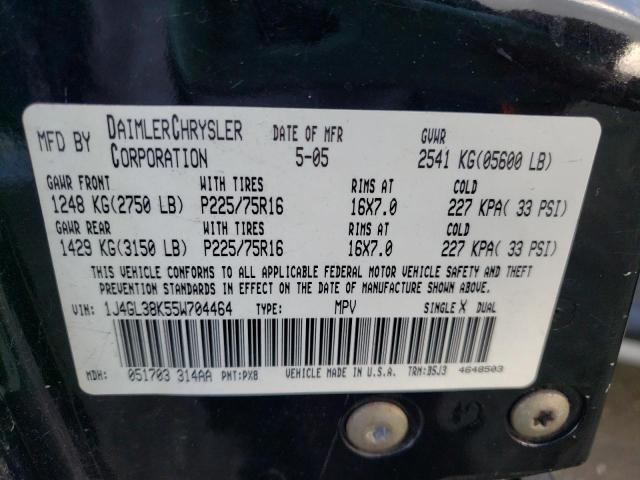 MFD BY DAIMLERCHRYSLER CORPORATION DATE OF MFR 5-05 GVWR 2541 KG(05600 LB)
GAWR FRONT WITH TIRES RIMS AT COLD
1248 KG(2750 LB) P225/75R16 16X7.0 227 KPA( 33 PSI)
GAWR REAR WITH TIRES RIMS AT COLD
1429 KG(3150 LB) P225/75R16 16X7.0 227 KPA( 33 PSI)
THIS VEHICLE CONFORMS TO ALL APPLICABLE FEDERAL MOTOR VEHICLE SAFETY AND THEFT
PREVENTION STANDARDS IN EFFECT ON THE DATE OF MANUFACTURE SHOWN ABOVE.
VIN: 1J4GL38K55W704464 TYPE: MPV SINGLE X DUAL
MDH: 051703 314AA PNT:PX8 VEHICLE MADE IN U.S.A. TRM:BSJ3 4648503